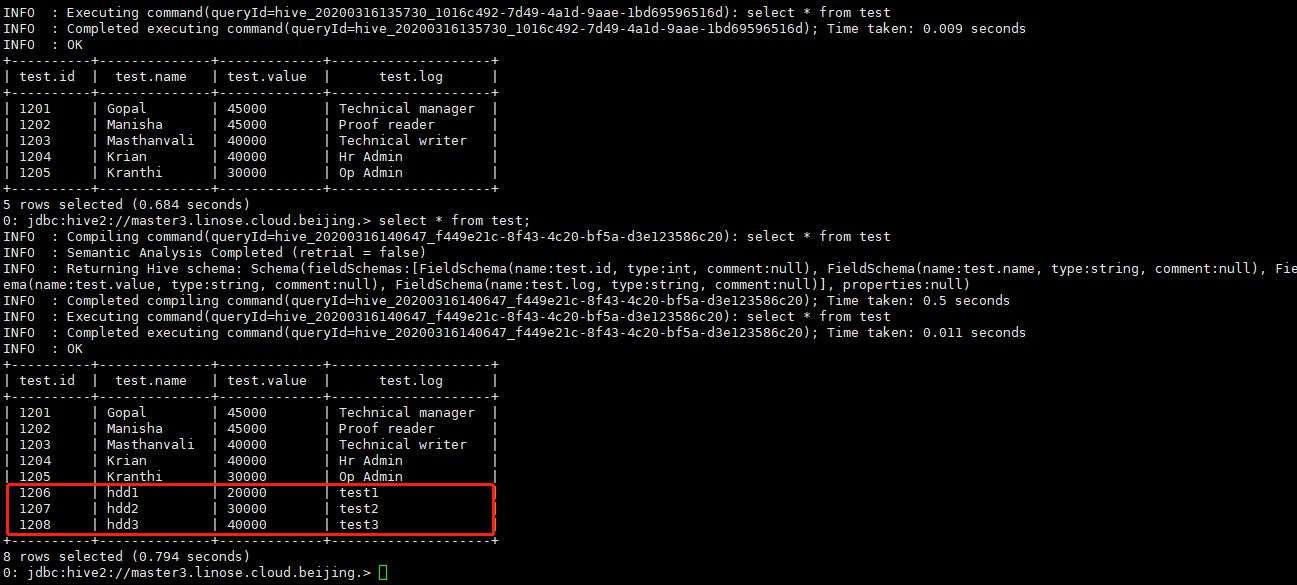 INFO  : Executing command(queryId=hive_20200316135730_1016c492-7d49-4a1d-9aae-1bd69596516d): select * from test
INFO  : Completed executing command(queryId=hive_20200316135730_1016c492-7d49-4a1d-9aae-1bd69596516d); Time taken: 0.009 seconds
INFO  : OK
+----------+--------------+-------------+--------------------+
| test.id  |  test.name   | test.value  |      test.log      |
+----------+--------------+-------------+--------------------+
| 1201     | Gopal        | 45000       | Technical manager  |
| 1202     | Manisha      | 45000       | Proof reader       |
| 1203     | Masthanvali  | 40000       | Technical writer   |
| 1204     | Krian        | 40000       | Hr Admin           |
| 1205     | Kranthi      | 30000       | Op Admin           |
+----------+--------------+-------------+--------------------+
5 rows selected (0.684 seconds)
0: jdbc:hive2://master3.linose.cloud.beijing.> select * from test;
INFO  : Compiling command(queryId=hive_20200316140647_f449e21c-8f43-4c20-bf5a-d3e123586c20): select * from test
INFO  : Semantic Analysis Completed (retrial = false)
INFO  : Returning Hive schema: Schema(fieldSchemas:[FieldSchema(name:test.id, type:int, comment:null), FieldSchema(name:test.name, type:string, comment:null), Fie
ema(name:test.value, type:string, comment:null), FieldSchema(name:test.log, type:string, comment:null)], properties:null)
INFO  : Completed compiling command(queryId=hive_20200316140647_f449e21c-8f43-4c20-bf5a-d3e123586c20); Time taken: 0.5 seconds
INFO  : Executing command(queryId=hive_20200316140647_f449e21c-8f43-4c20-bf5a-d3e123586c20): select * from test
INFO  : Completed executing command(queryId=hive_20200316140647_f449e21c-8f43-4c20-bf5a-d3e123586c20); Time taken: 0.011 seconds
INFO  : OK
+----------+--------------+-------------+--------------------+
| test.id  |  test.name   | test.value  |      test.log      |
+----------+--------------+-------------+--------------------+
| 1201     | Gopal        | 45000       | Technical manager  |
| 1202     | Manisha      | 45000       | Proof reader       |
| 1203     | Masthanvali  | 40000       | Technical writer   |
| 1204     | Krian        | 40000       | Hr Admin           |
| 1205     | Kranthi      | 30000       | Op Admin           |
| 1206     | hdd1         | 20000       | test1              |
| 1207     | hdd2         | 30000       | test2              |
| 1208     | hdd3         | 40000       | test3              |
+----------+--------------+-------------+--------------------+
8 rows selected (0.794 seconds)
0: jdbc:hive2://master3.linose.cloud.beijing.>